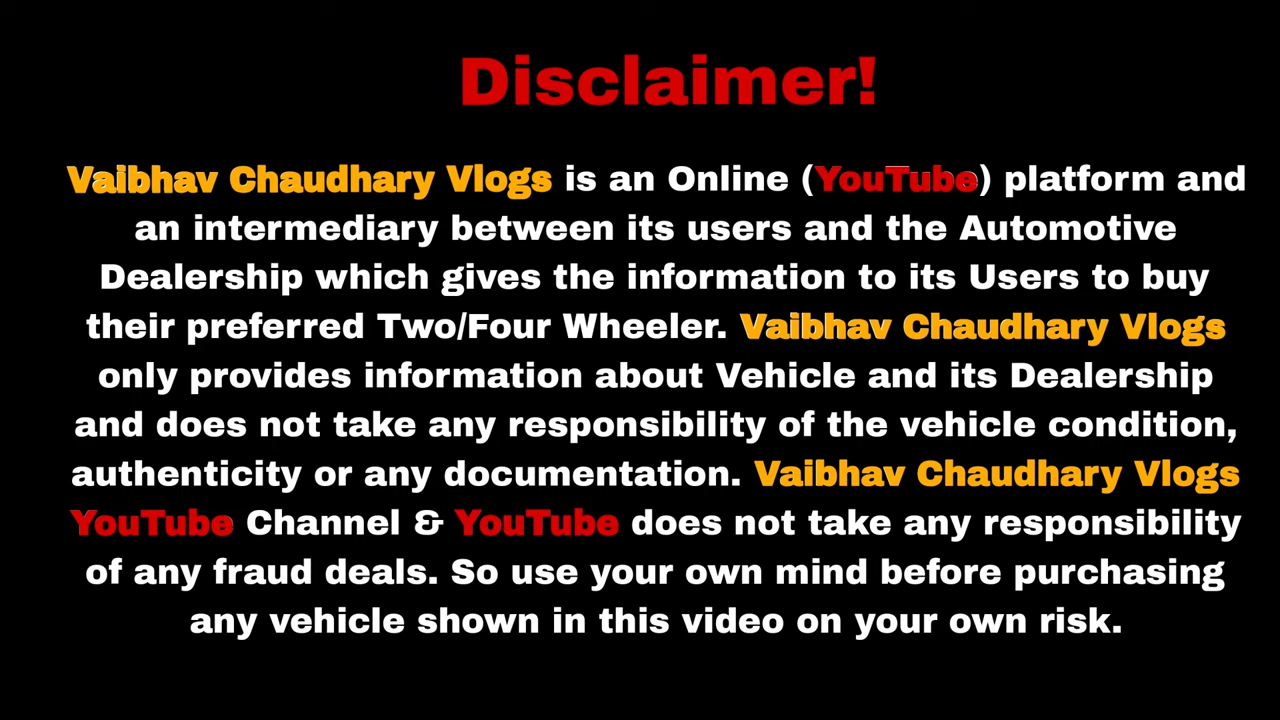 Disclaimer!
Vaibhav Chaudhary Vlogs is an Online (YouTube) platform and
an intermediary between its users and the Automotive
Dealership which gives the information to its Users to buy
their preferred Two/Four Wheeler. Vaibhav Chaudhary Vlogs
only provides information about Vehicle and its Dealership
and does not take any responsibility of the vehicle condition,
authenticity or any documentation. Vaibhav Chaudhary Vlogs
YouTube Channel & YouTube does not take any responsibility
of any fraud deals. So use your own mind before purchasing
any vehicle shown in this video on your own risk.